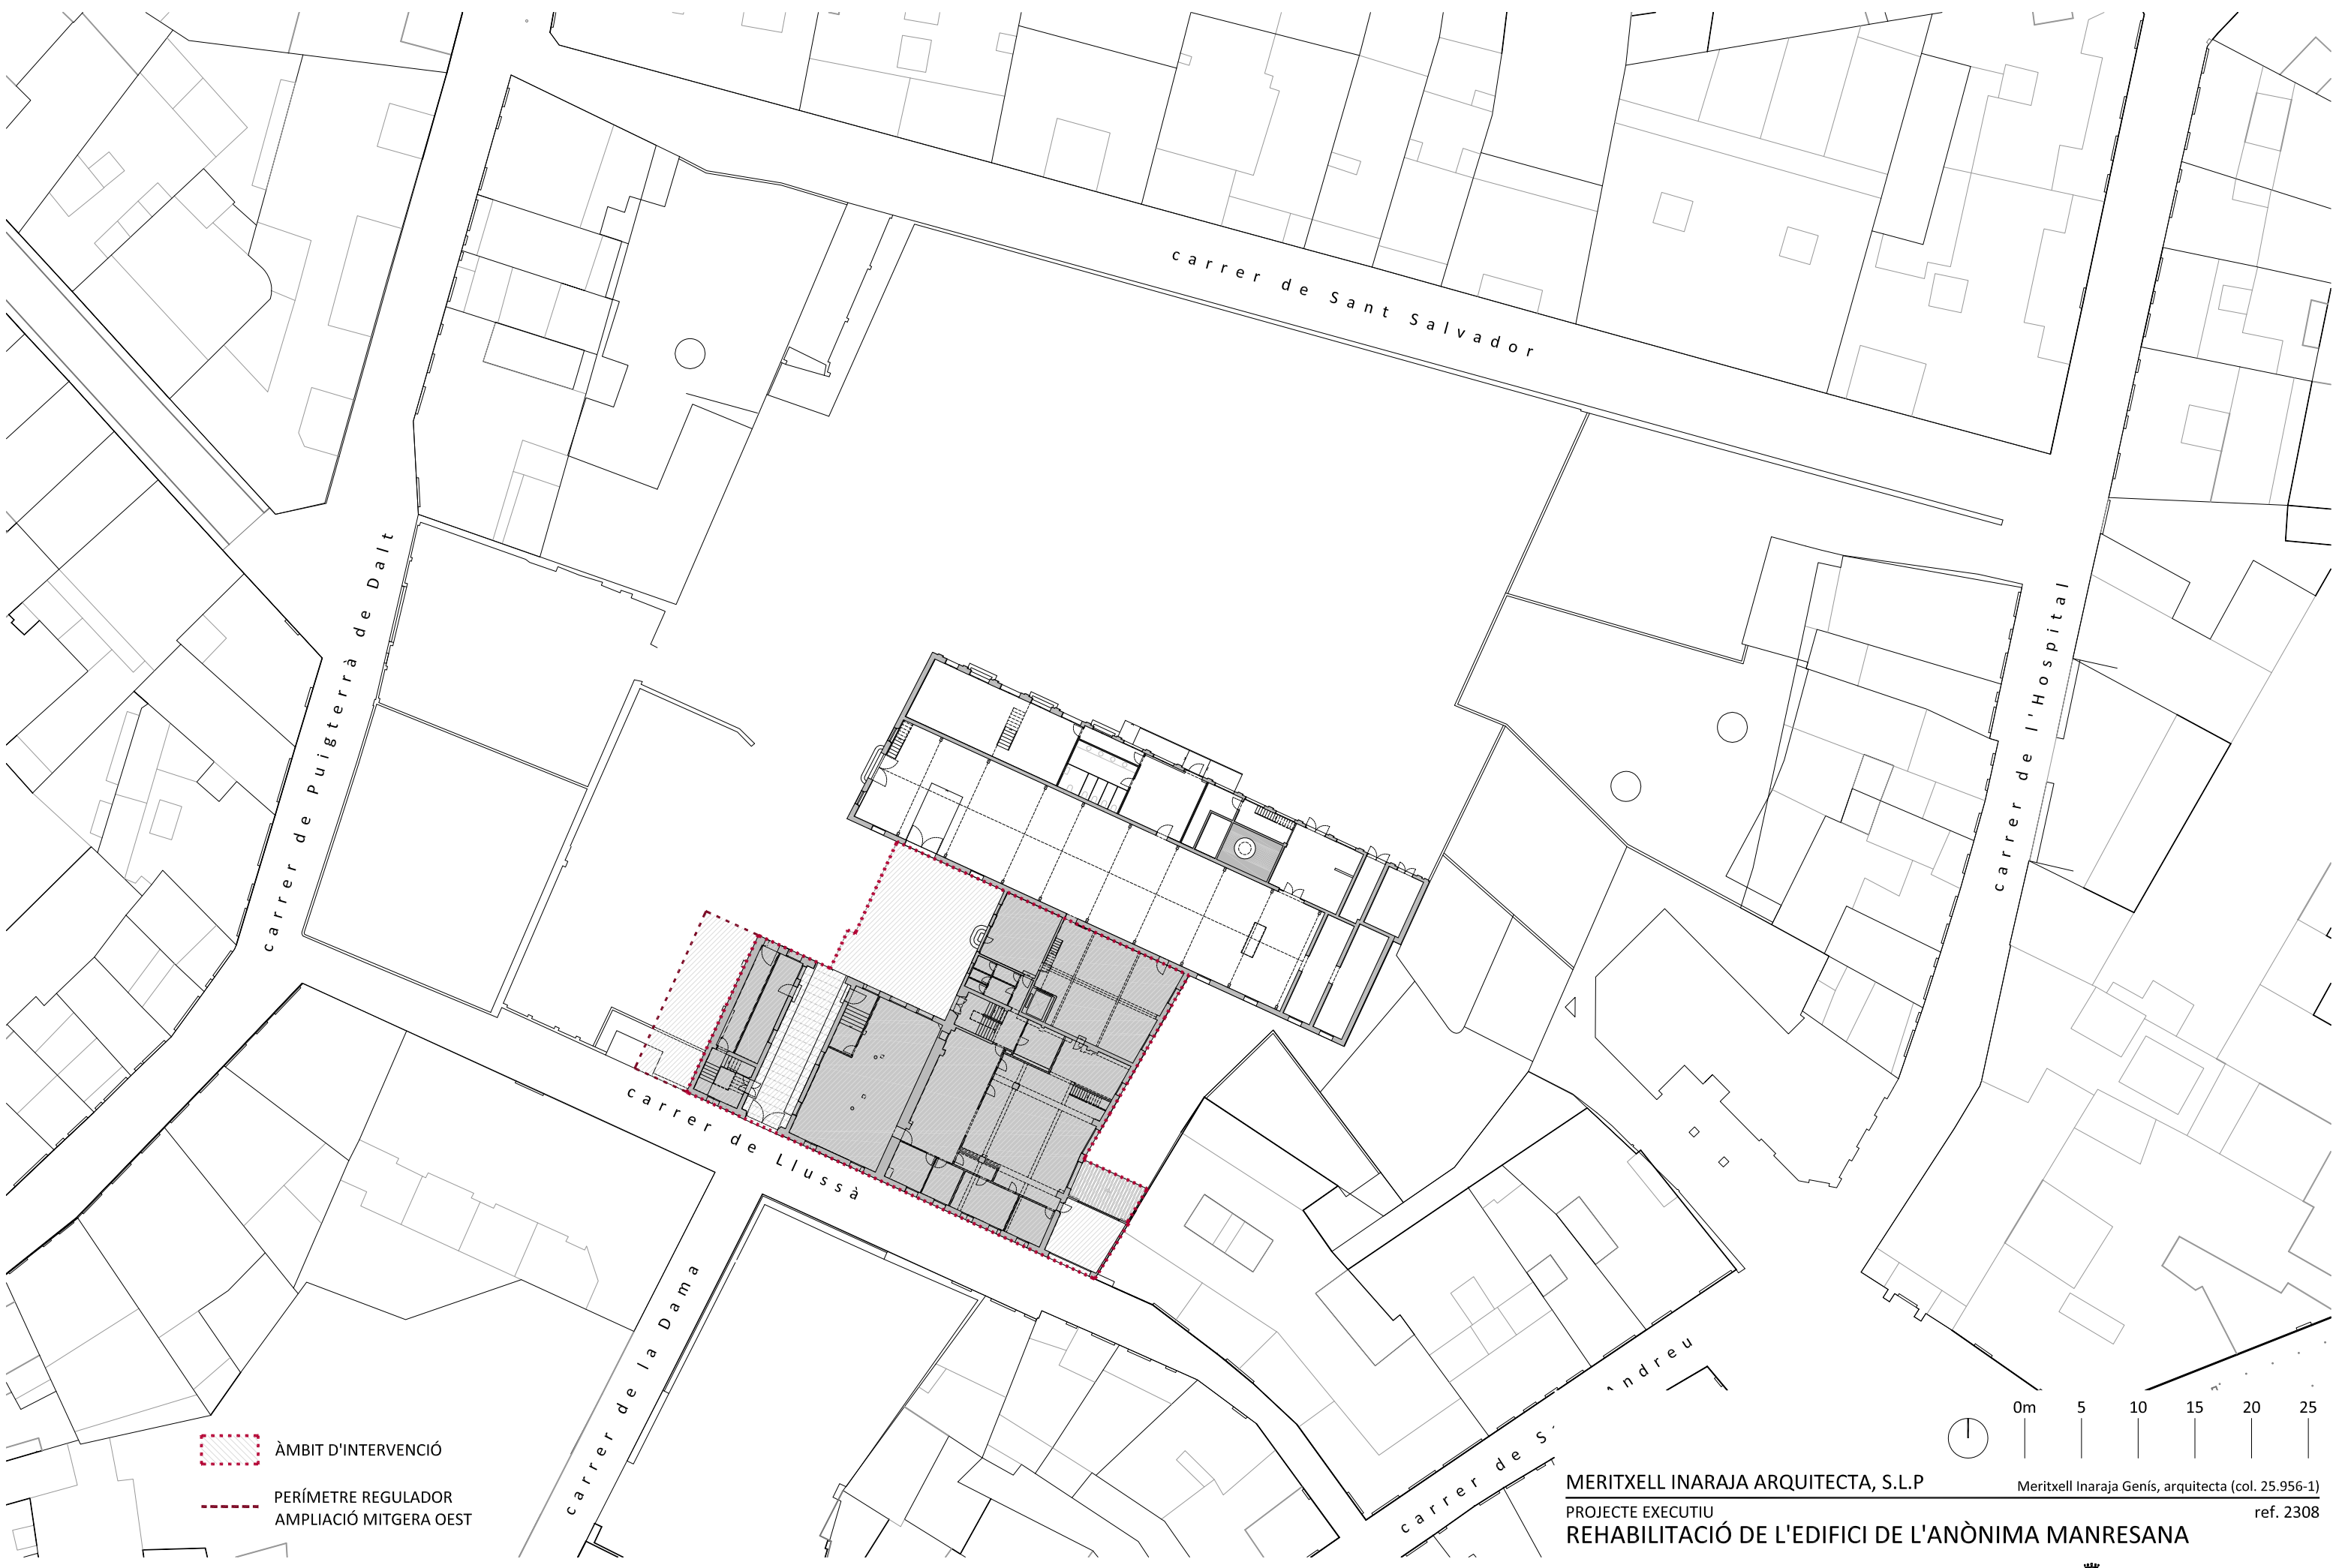 carrer de Sant Salvador
carrer de Puigterrà de Dalt
carrer de l'Hospital
carrer de Llussà
carrer de la Dama
carrer de S
Andreu
ÀMBIT D'INTERVENCIÓ
PERÍMETRE REGULADOR
AMPLIACIÓ MITGERA OEST
0m 5 10 15 20 25
MERITXELL INARAJA ARQUITECTA, S.L.P
Meritxell Inaraja Genís, arquitecta (col. 25.956-1)
PROJECTE EXECUTIU
ref. 2308
REHABILITACIÓ DE L'EDIFICI DE L'ANÒNIMA MANRESANA